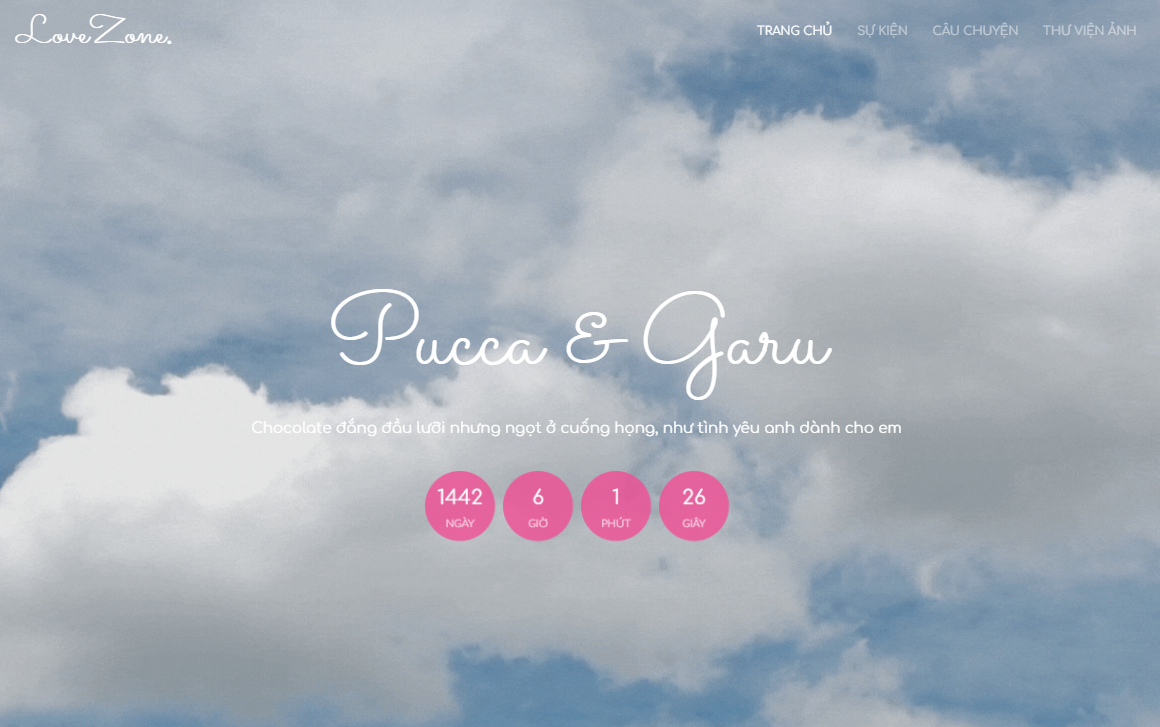 LoveZone.
TRANG CHỦ SỰ KIỆN CÂU CHUYỆN THƯ VIỆN ẢNH
Pucca & Garu
Chocolate đắng đầu lưỡi nhưng ngọt ở cuống họng, như tình yêu anh dành cho em
1442 6 1 26
NGÀY GIỜ PHÚT GIÂY